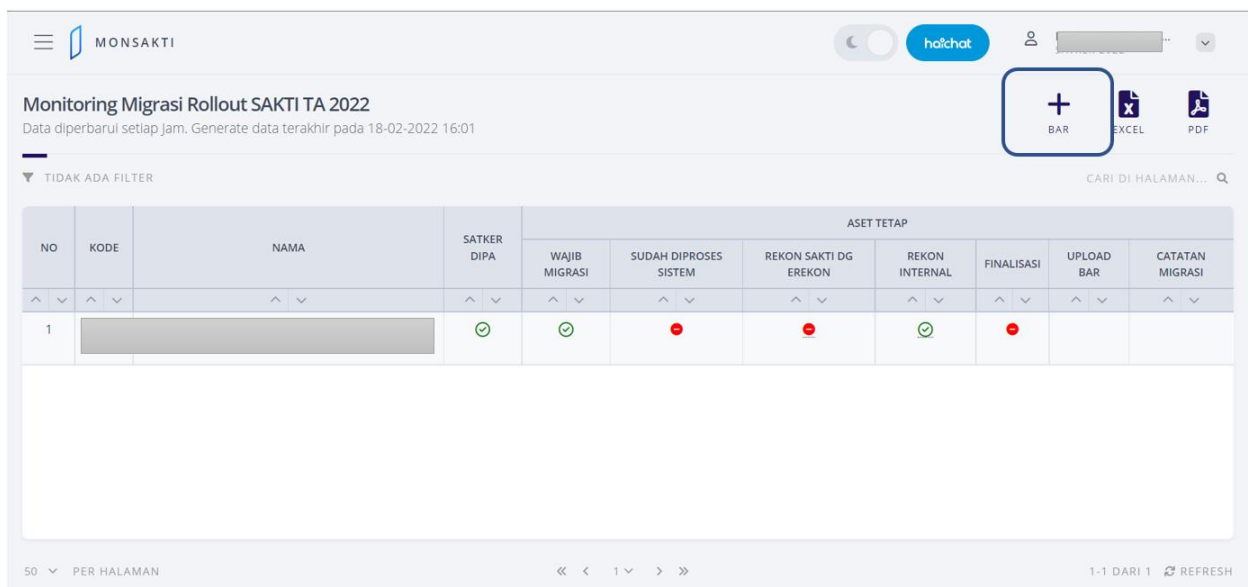 MONSAKTI
haichat
Monitoring Migrasi Rollout SAKTI TA 2022
Data diperbarui setiap Jam. Generate data terakhir pada 18-02-2022 16:01
BAR
EXCEL
PDF
TIDAK ADA FILTER
CARI DI HALAMAN...
NO
KODE
NAMA
SATKER
DIPA
ASET TETAP
WAJIB
MIGRASI
SUDAH DIPROSES
SISTEM
REKON SAKTI DG
EREKON
REKON
INTERNAL
FINALISASI
UPLOAD
BAR
CATATAN
MIGRASI
1
50 PER HALAMAN
1
1-1 DARI 1 REFRESH